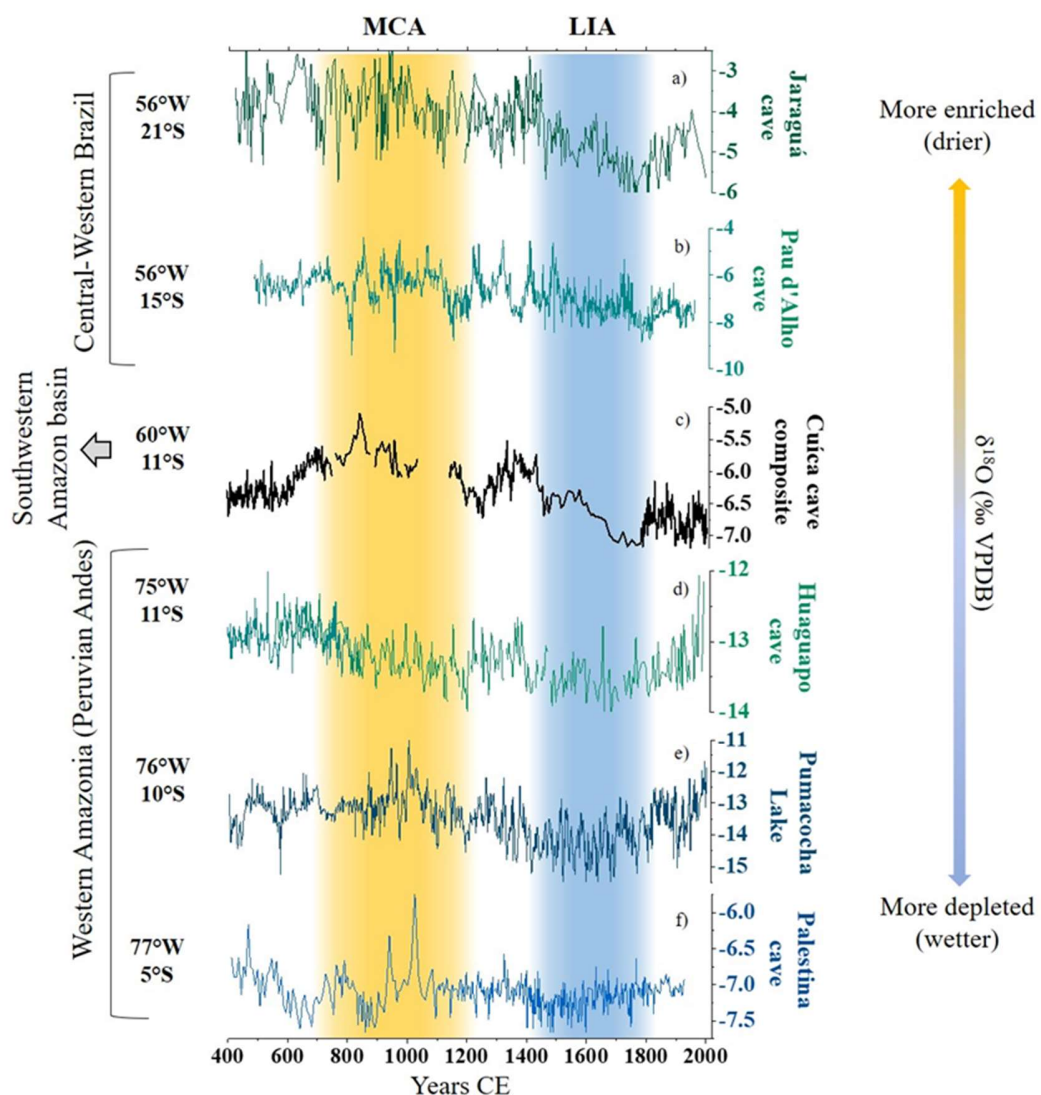 MCA
LIA
Central-Western Brazil
56°W
21°S
a)
-3
-4
-5
-6
Jaraguá
cave
More enriched
(drier)
56°W
15°S
b)
-4
-6
-8
-10
Pau d'Alho
cave
Southwestern
Amazon basin
60°W
11°S
c)
-5.0
-5.5
-6.0
-6.5
-7.0
Cuíca cave
composite
δ¹⁸O (‰ VPDB)
Western Amazonia (Peruvian Andes)
75°W
11°S
d)
-12
-13
-14
Huagapo
cave
76°W
10°S
e)
-11
-12
-13
-14
-15
Pumacocha
Lake
77°W
5°S
f)
-6.0
-6.5
-7.0
-7.5
Palestina
cave
More depleted
(wetter)
400 600 800 1000 1200 1400 1600 1800 2000
Years CE